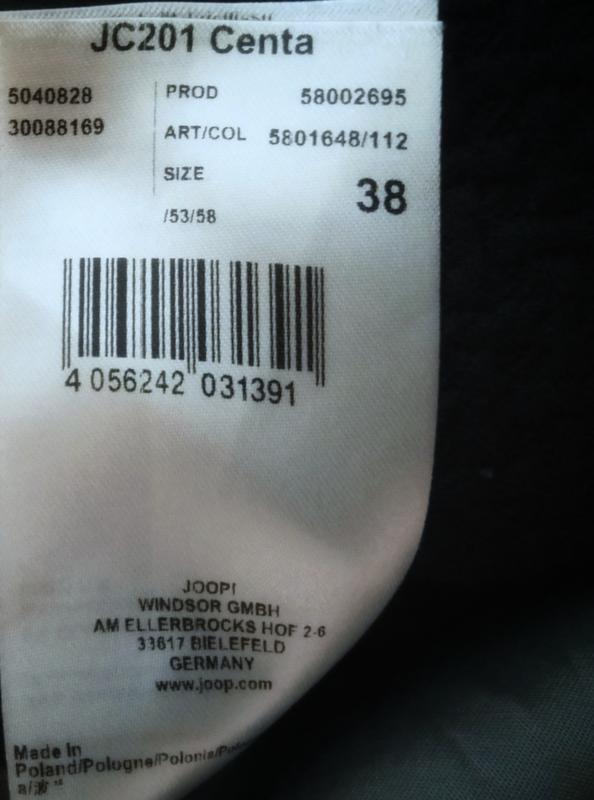 JC201 Centa
5040828
30088169
PROD 58002695
ART/COL 5801648/112
SIZE 38
/53/58
4 056242 031391
JOOP!
WINDSOR GMBH
AM ELLERBROCKS HOF 2-6
33617 BIELEFELD
GERMANY
www.joop.com
Made In
Poland/Pologne/Polonia/
a/波